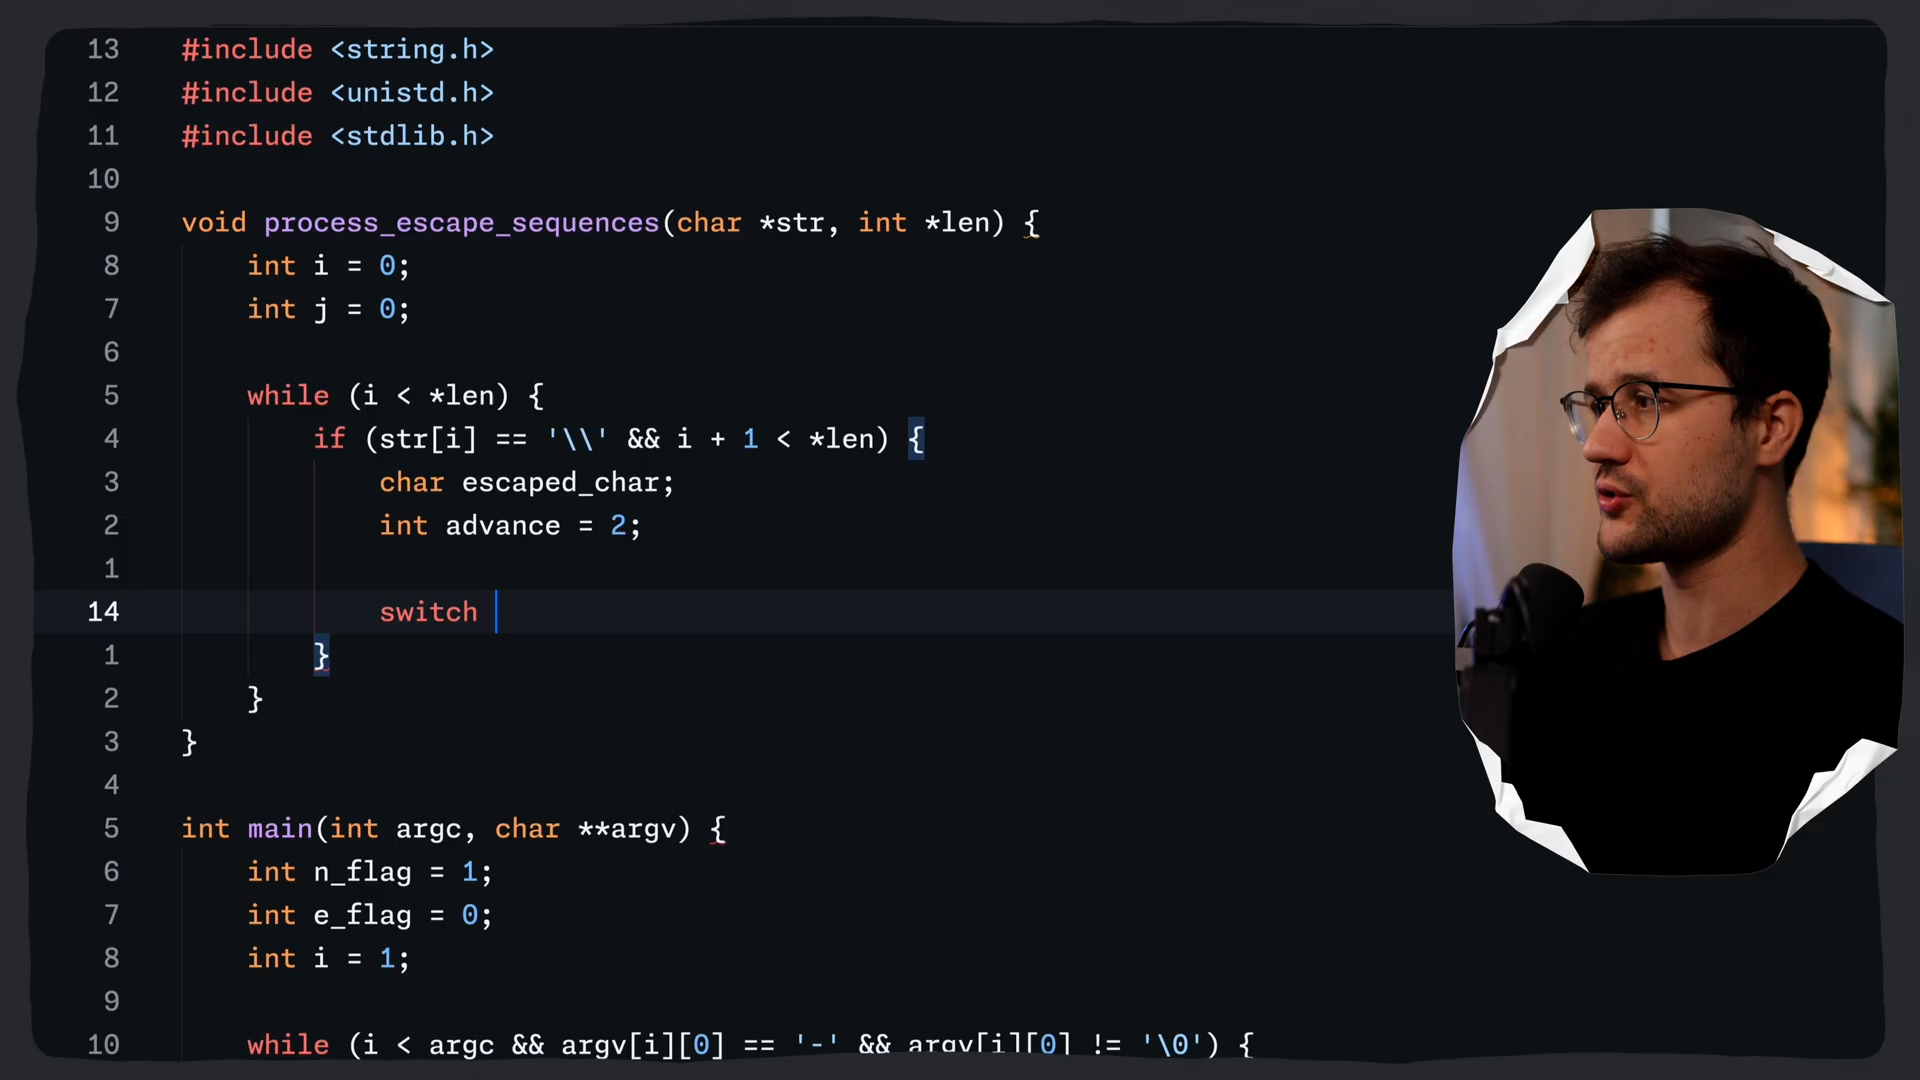 13 #include <string.h>
12 #include <unistd.h>
11 #include <stdlib.h>
10
9 void process_escape_sequences(char *str, int *len) {
8 int i = 0;
7 int j = 0;
6
5 while (i < *len) {
4 if (str[i] == '\\' && i + 1 < *len) {
3 char escaped_char;
2 int advance = 2;
1
14 switch
1 }
2 }
3 }
4
5 int main(int argc, char **argv) {
6 int n_flag = 1;
7 int e_flag = 0;
8 int i = 1;
9
10 while (i < argc && argv[i][0] == '-' && argv[i][0] != '\0') {